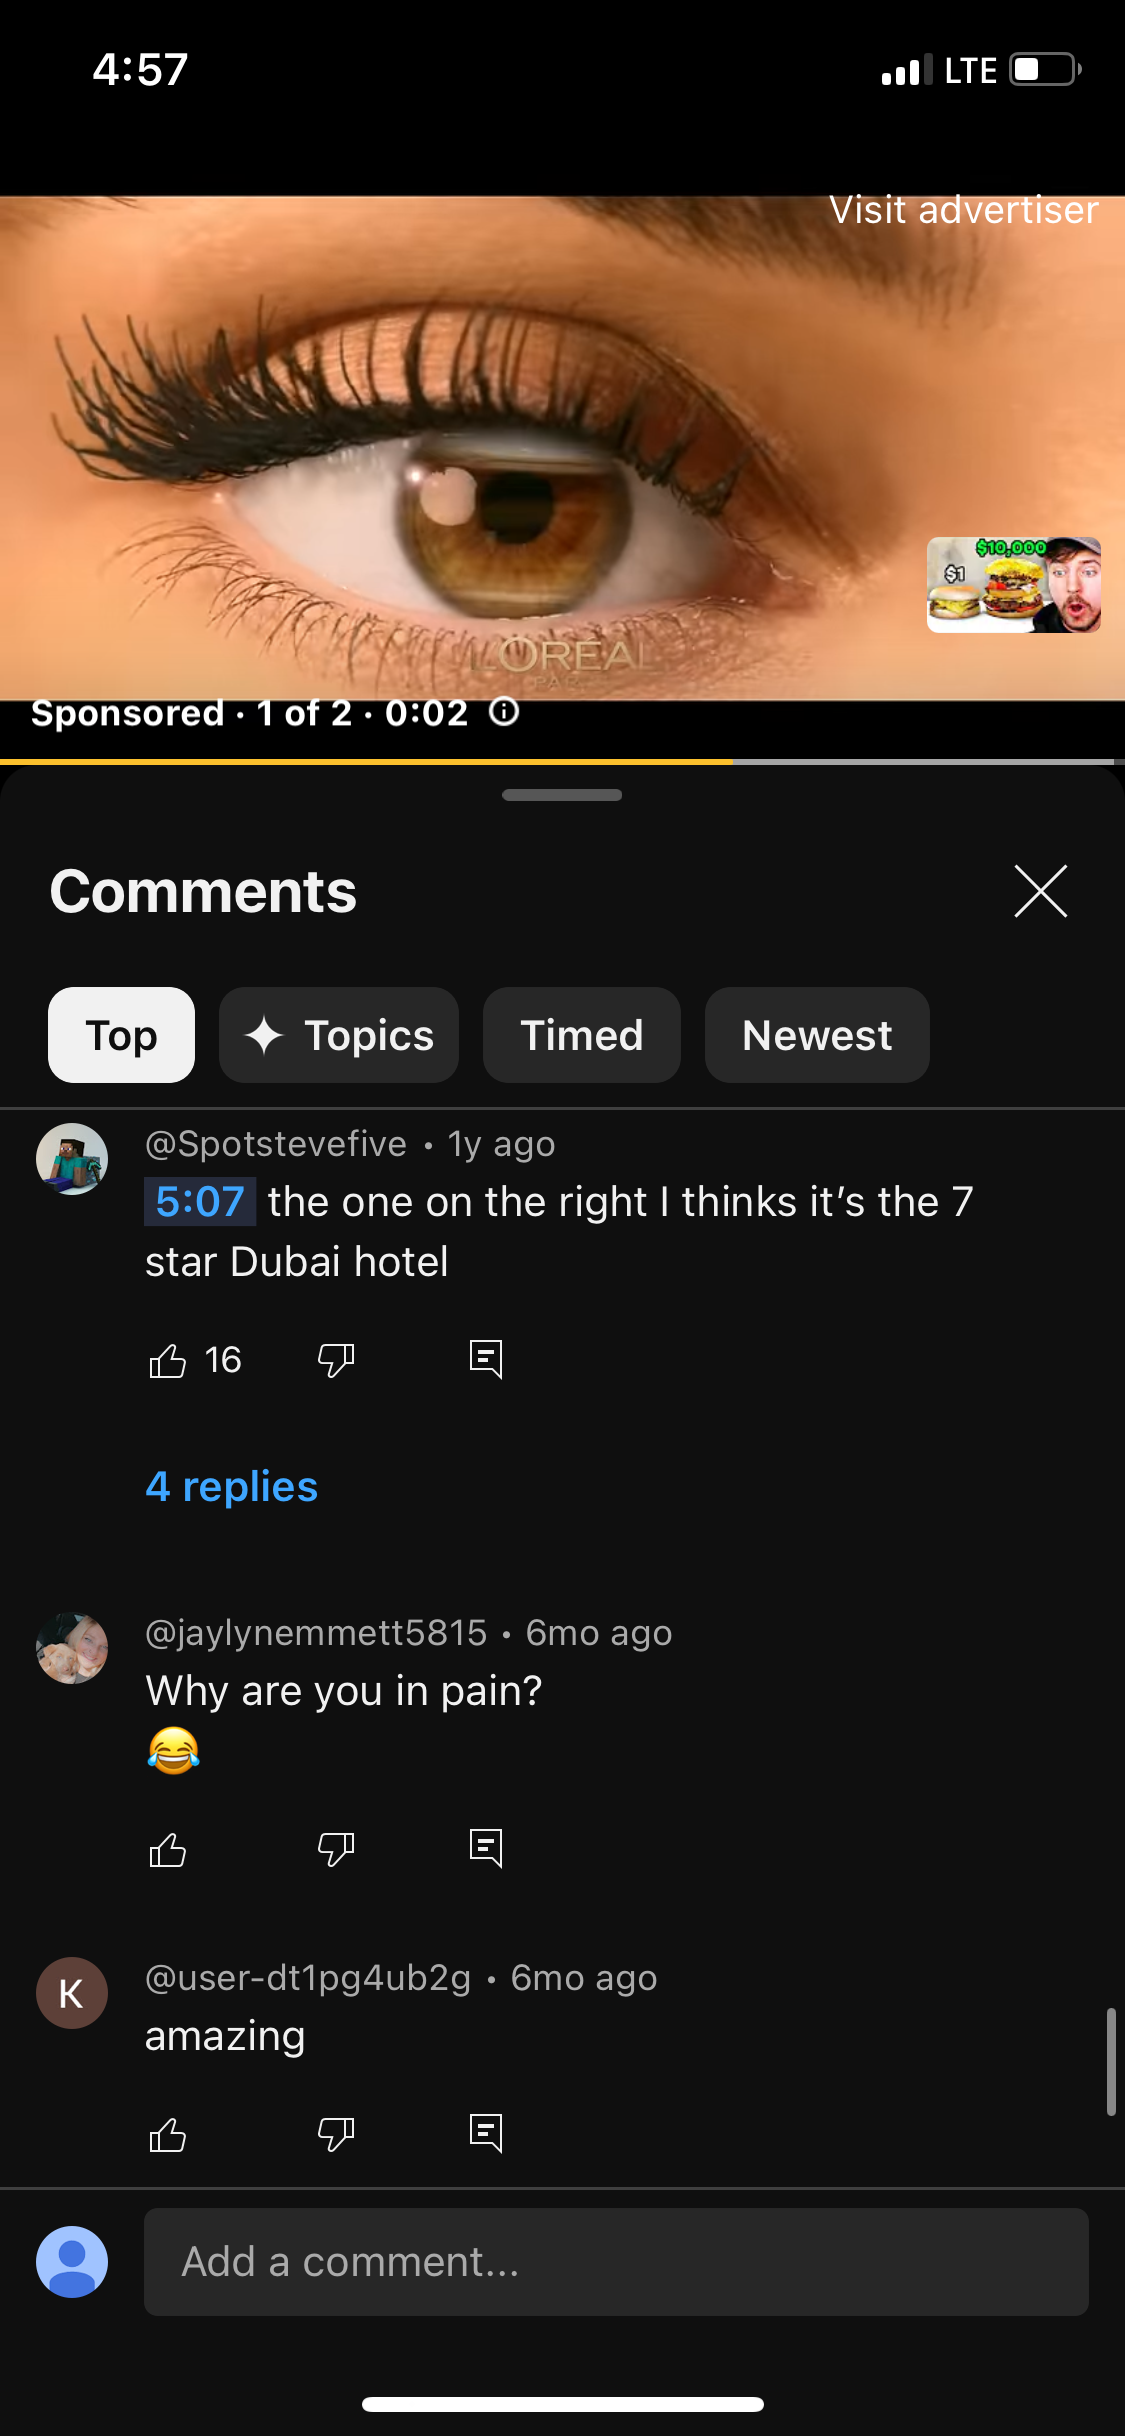 4:57
LTE
Visit advertiser
$10,000
$1
L'ORÉAL
Sponsored · 1 of 2 · 0:02
Comments
Top
Topics
Timed
Newest
@Spotstevefive · 1y ago
5:07 the one on the right I thinks it’s the 7
star Dubai hotel
16
4 replies
@jaylynemmett5815 · 6mo ago
Why are you in pain?
😂
K
@user-dt1pg4ub2g · 6mo ago
amazing
Add a comment...